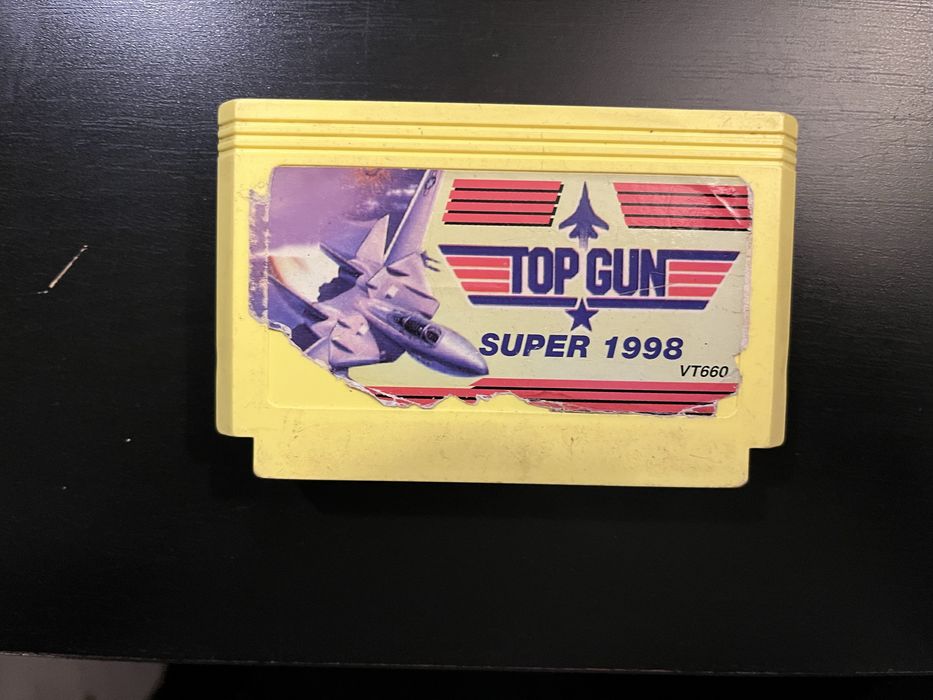 TOP GUN
SUPER 1998
VT660